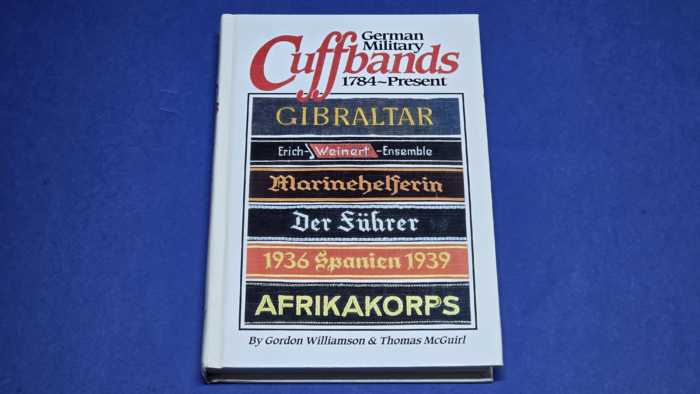 German
Military
Cuffbands
1784~Present
GIBRALTAR
Erich-Weinert-Ensemble
Marinehelferin
Der Führer
1936 Spanien 1939
AFRIKAKORPS
By Gordon Williamson & Thomas McGuirl